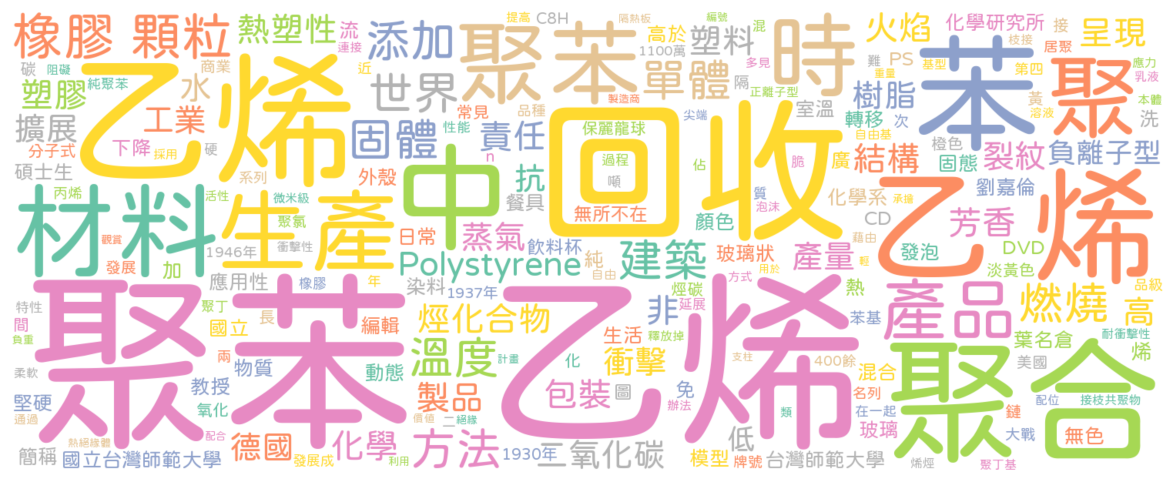 橡膠 顆粒
熱塑性
流
連接
添加
提高
C8H
隔熱板
聚苯
高於
1100萬
塑料
編號
混
時
火焰
化學研究所
枝接
接
居聚
呈現
碳
阻礙
純聚苯
商業
近
乙烯
水
世界
單體
隔
多見
正離子型
難
PS
重量
基型
第四
苯
聚
應力
乳液
本體
溶液
塑膠
擴展
工業
分子式
下降
採用
硬
碩士生
系列
固體
常見
性能
n
品種
責任
製造商
保麗龍球
過程
噸
尖端
佔
回收
室溫
脆
廣
樹脂
轉移
次
自由基
黃
橙色
固態
裂紋
洗
負離子型
結構
化學系
劉嘉倫
中
抗
餐具
無所不在
顏色
質
泡沫
CD
承擔
外殼
丙烯
活性
微米級
聚氯
衝擊性
材料
觀賞
發展
加
1946年
生產
日常
蒸氣
飲料杯
純
自由
建築
玻璃狀
藉由
產量
輕
發泡
芳香
DVD
淡黃色
乙烯
品級
Polystyrene
應用性
橡膠
年
染料
1937年
烴碳
延展
方式
用於
熱
產品
燃燒
高
特性
間
負重
柔軟
聚丁
國立
兩
長
編輯
烴化合物
非
生活
釋放掉
苯基
葉名倉
耐衝擊性
烯
聚苯乙烯
溫度
衝擊
支柱
400餘
混合
美國
聚合
堅硬
通過
教授
物質
氧化
動態
計畫
化
製品
包裝
圖
免
辦法
類
名列
在一起
鏈
配位
接枝共聚物
大戰
無色
簡稱
熱絕緣體
國立台灣師範大學
配合
德國
發展成
化學
利用
價值
二
絕緣
方法
1930年
二氧化碳
低
模型
牌號
台灣師範大學
玻璃
烯烴
聚丁基